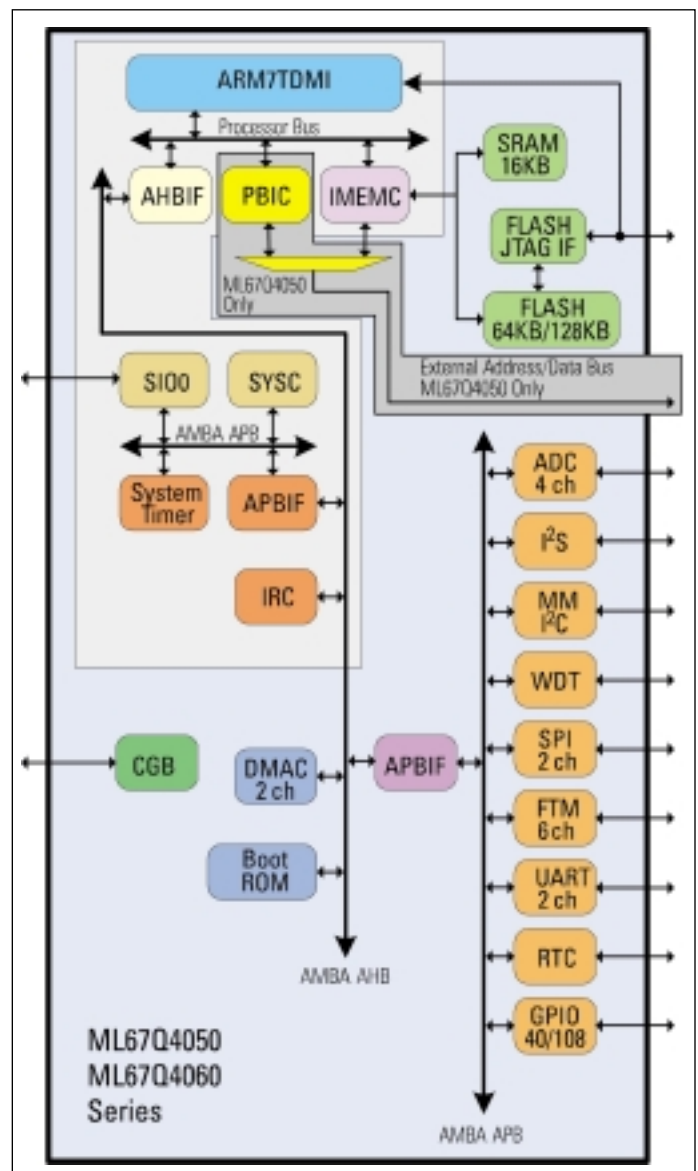 ARM7TDMI
Processor Bus
SRAM
16KB
AHBIF
PBIC
IMEMC
FLASH
JTAG IF
ML67Q4050
Only
FLASH
64KB/128KB
External Address/Data Bus
ML67Q4050 Only
SIO0
SYSC
AMBA APB
System
Timer
APBIF
IRC
ADC
4 ch
I²S
MM
I²C
WDT
CGB
DMAC
2 ch
APBIF
SPI
2 ch
FTM
6 ch
Boot
ROM
UART
2 ch
RTC
AMBA AHB
GPIO
40/108
ML67Q4050
ML67Q4060
Series
AMBA APB